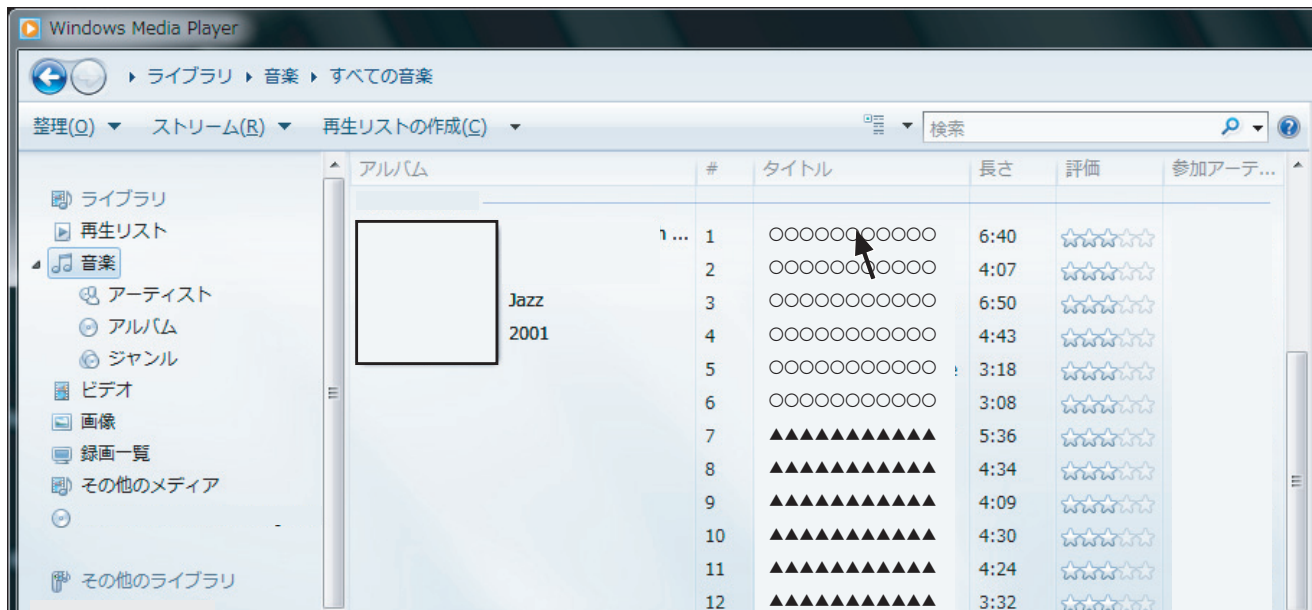 Windows Media Player
ライブラリ ▸ 音楽 ▸ すべての音楽
整理(O) ▼ ストリーム(R) ▼ 再生リストの作成(C) ▼ 検索
アルバム # タイトル 長さ 評価 参加アーテ...
ライブラリ
再生リスト
音楽
アーティスト
アルバム
ジャンル
ビデオ
画像
録画一覧
その他のメディア
その他のライブラリ
Jazz
2001
1 ○○○○○○○○○○○ 6:40
2 ○○○○○○○○○○○ 4:07
3 ○○○○○○○○○○○ 6:50
4 ○○○○○○○○○○○ 4:43
5 ○○○○○○○○○○○ 3:18
6 ○○○○○○○○○○○ 3:08
7 ▲▲▲▲▲▲▲▲▲▲▲ 5:36
8 ▲▲▲▲▲▲▲▲▲▲▲ 4:34
9 ▲▲▲▲▲▲▲▲▲▲▲ 4:09
10 ▲▲▲▲▲▲▲▲▲▲▲ 4:30
11 ▲▲▲▲▲▲▲▲▲▲▲ 4:24
12 ▲▲▲▲▲▲▲▲▲▲▲ 3:32